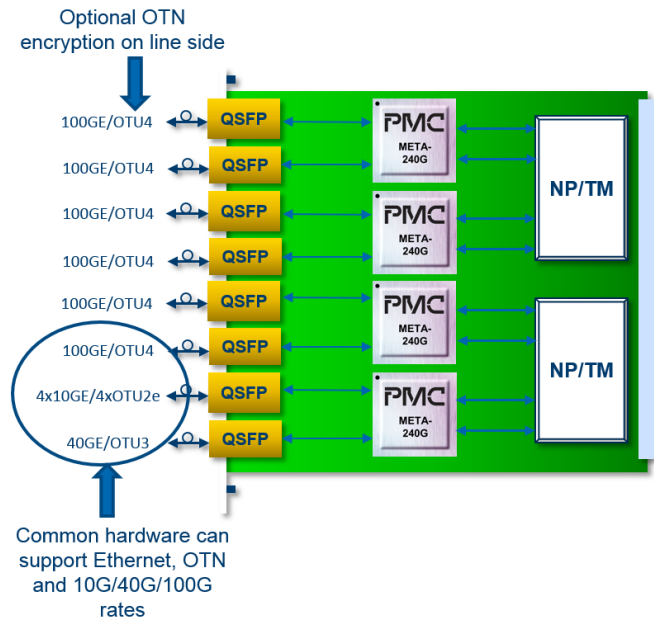 Optional OTN
encryption on line side
100GE/OTU4
QSFP
PMC
META-
240G
100GE/OTU4
QSFP
NP/TM
100GE/OTU4
QSFP
PMC
META-
240G
100GE/OTU4
QSFP
100GE/OTU4
QSFP
PMC
META-
240G
100GE/OTU4
QSFP
NP/TM
4x10GE/4xOTU2e
QSFP
PMC
META-
240G
40GE/OTU3
QSFP
Common hardware can
support Ethernet, OTN
and 10G/40G/100G
rates